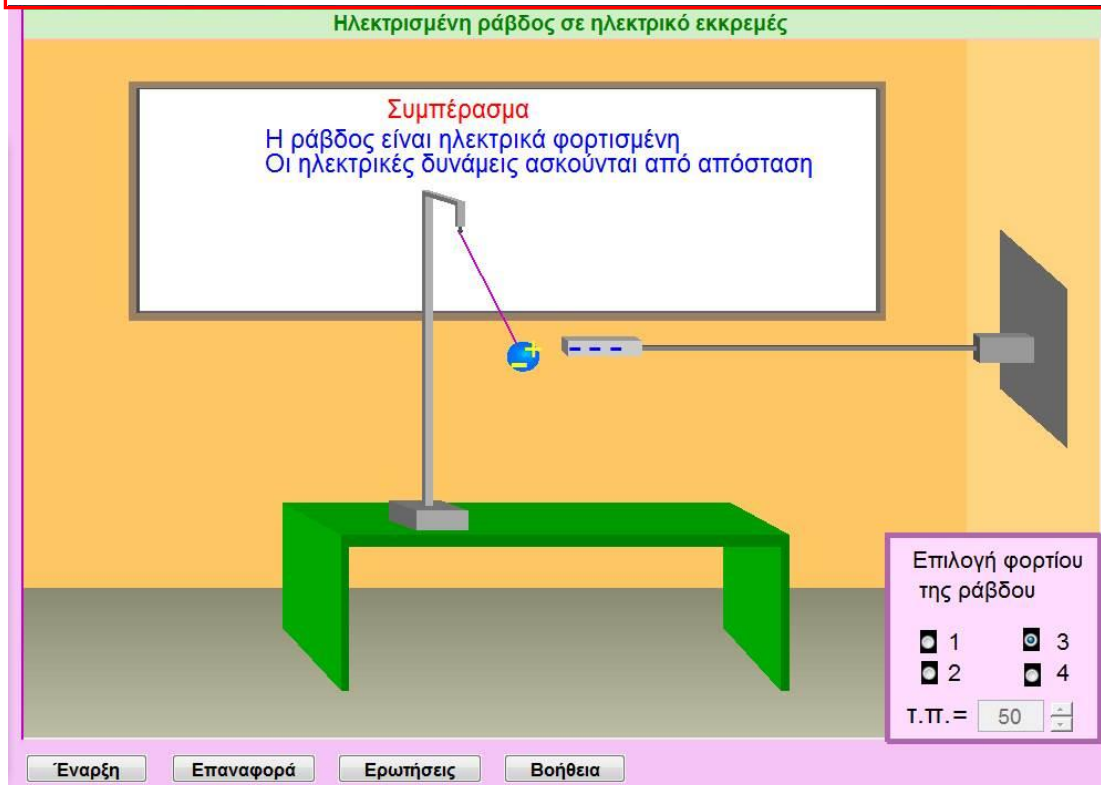 Ηλεκτρισμένη ράβδος σε ηλεκτρικό εκκρεμές
Συμπέρασμα
Η ράβδος είναι ηλεκτρικά φορτισμένη
Οι ηλεκτρικές δυνάμεις ασκούνται από απόσταση
+
−
− − −
Επιλογή φορτίου
της ράβδου
1 3
2 4
τ.π.= 50
Έναρξη Επαναφορά Ερωτήσεις Βοήθεια